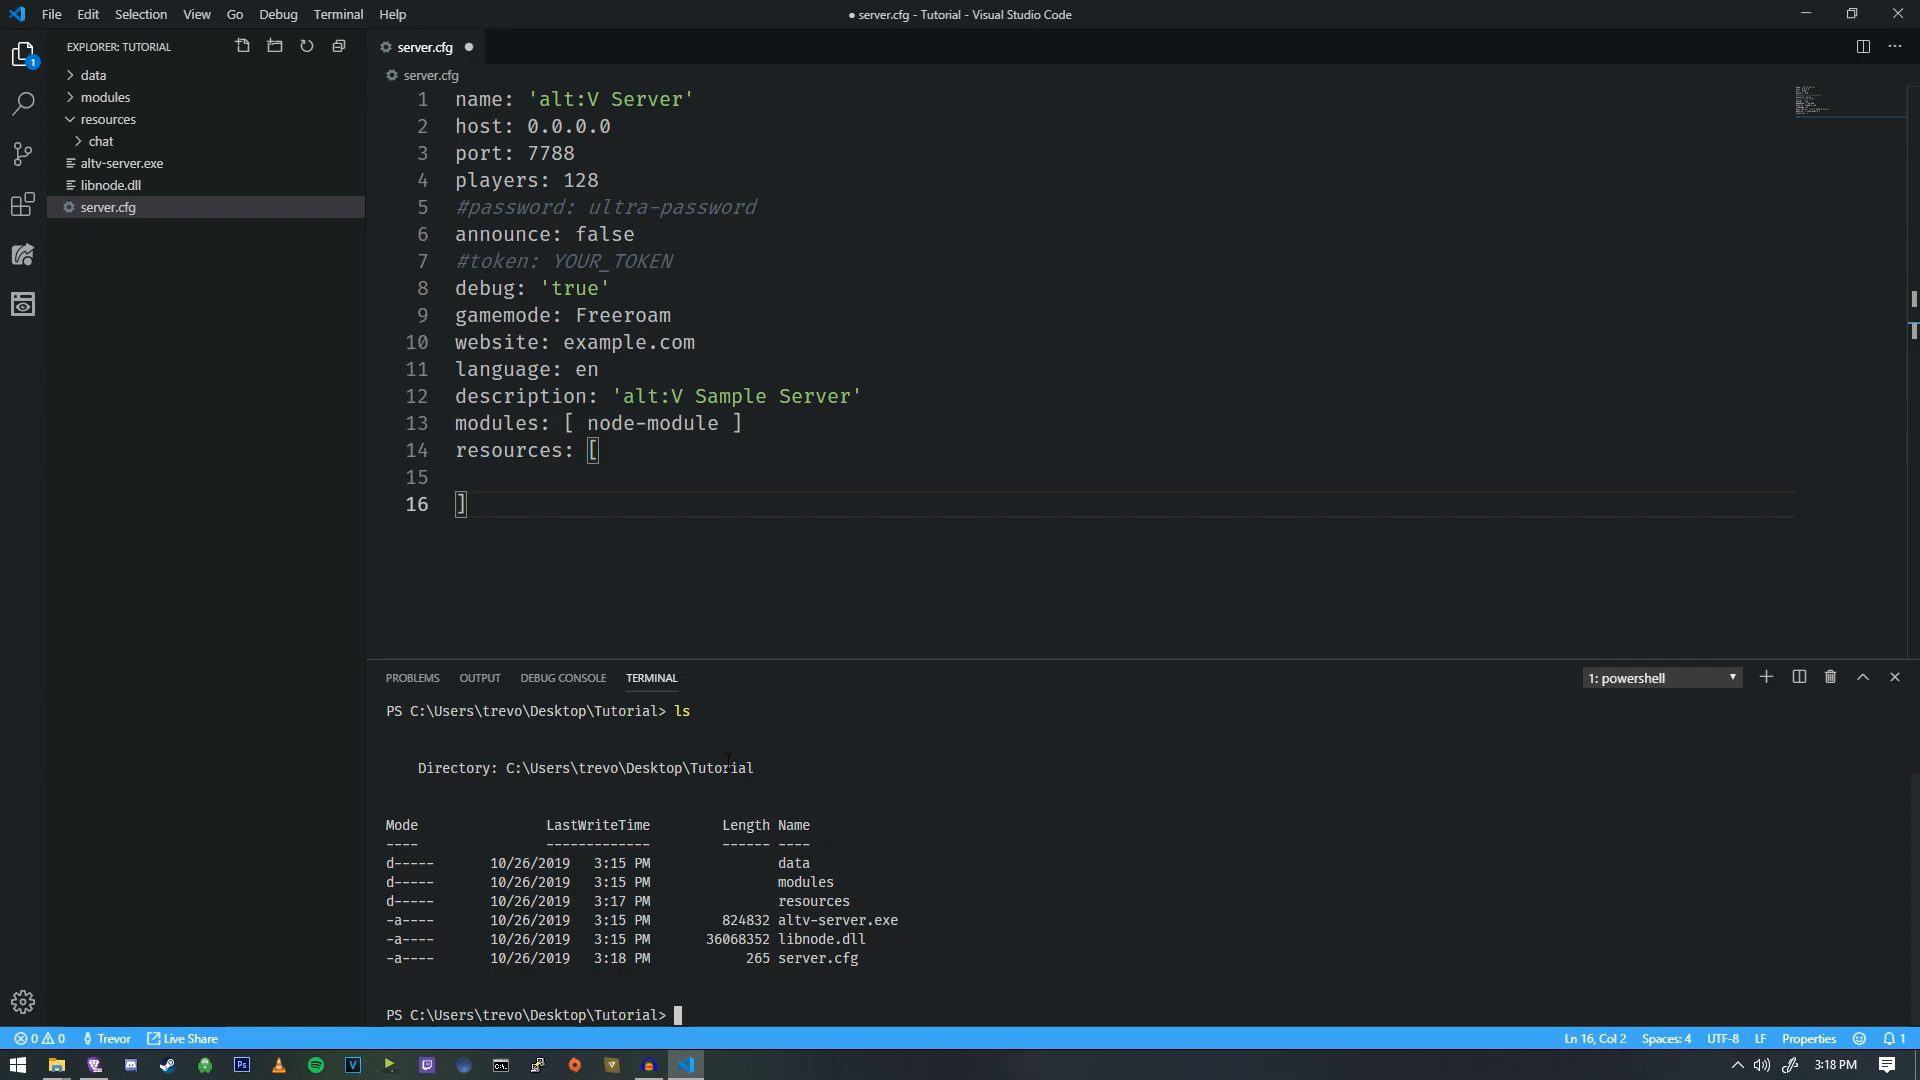 File Edit Selection View Go Debug Terminal Help
● server.cfg - Tutorial - Visual Studio Code
EXPLORER: TUTORIAL
data
modules
resources
chat
altv-server.exe
libnode.dll
server.cfg
1
server.cfg
server.cfg
1 name: 'alt:V Server'
2 host: 0.0.0.0
3 port: 7788
4 players: 128
5 #password: ultra-password
6 announce: false
7 #token: YOUR_TOKEN
8 debug: 'true'
9 gamemode: Freeroam
10 website: example.com
11 language: en
12 description: 'alt:V Sample Server'
13 modules: [ node-module ]
14 resources: [
15
16 ]
PROBLEMS OUTPUT DEBUG CONSOLE TERMINAL
1: powershell
PS C:\Users\trevo\Desktop\Tutorial> ls
Directory: C:\Users\trevo\Desktop\Tutorial
Mode LastWriteTime Length Name
---- ------------- ------ ----
d----- 10/26/2019 3:15 PM data
d----- 10/26/2019 3:15 PM modules
d----- 10/26/2019 3:17 PM resources
-a---- 10/26/2019 3:15 PM 824832 altv-server.exe
-a---- 10/26/2019 3:15 PM 36068352 libnode.dll
-a---- 10/26/2019 3:18 PM 265 server.cfg
PS C:\Users\trevo\Desktop\Tutorial>
0 0 Trevor Live Share
Ln 16, Col 2 Spaces: 4 UTF-8 LF Properties 1
Ps V C:\.
3:18 PM